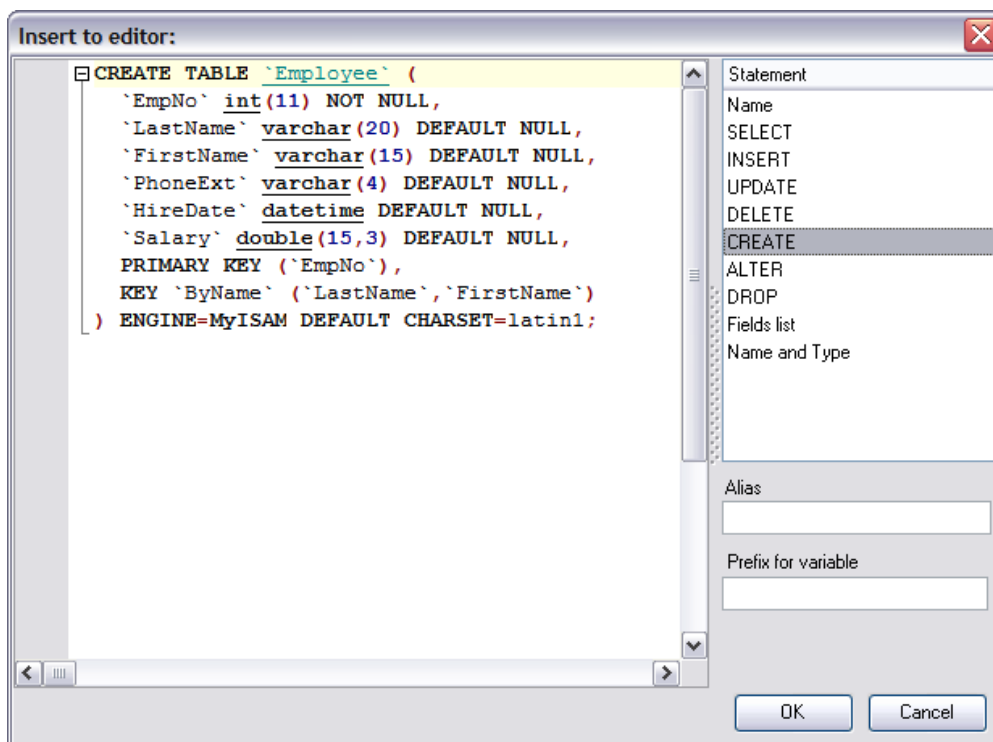 Insert to editor:
CREATE TABLE `Employee` (
`EmpNo` int(11) NOT NULL,
`LastName` varchar(20) DEFAULT NULL,
`FirstName` varchar(15) DEFAULT NULL,
`PhoneExt` varchar(4) DEFAULT NULL,
`HireDate` datetime DEFAULT NULL,
`Salary` double(15,3) DEFAULT NULL,
PRIMARY KEY (`EmpNo`),
KEY `ByName` (`LastName`,`FirstName`)
) ENGINE=MyISAM DEFAULT CHARSET=latin1;
Statement
Name
SELECT
INSERT
UPDATE
DELETE
CREATE
ALTER
DROP
Fields list
Name and Type
Alias
Prefix for variable
OK
Cancel